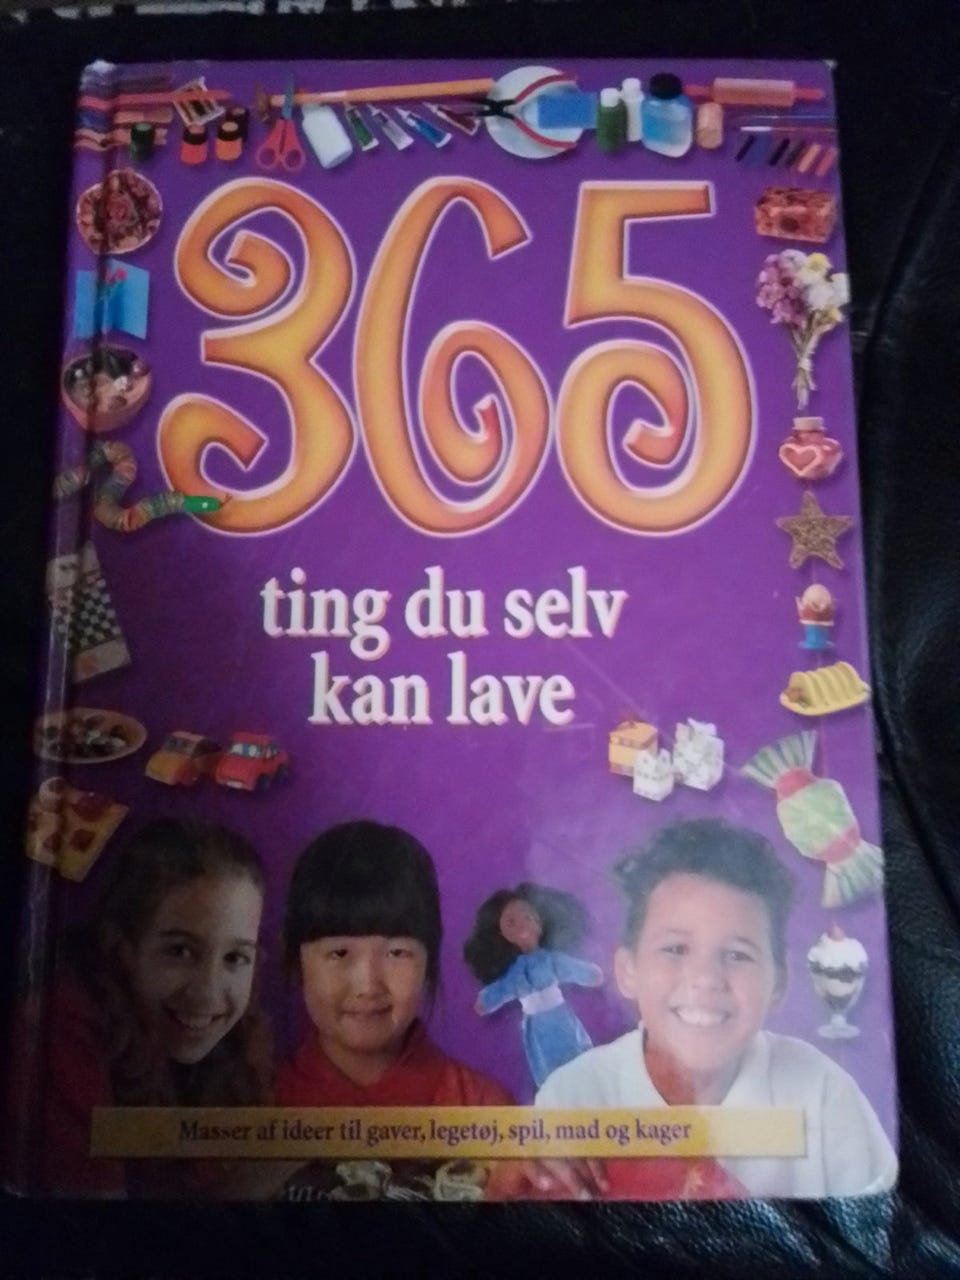 365
ting du selv
kan lave
Masser af ideer til gaver, legetøj, spil, mad og kager